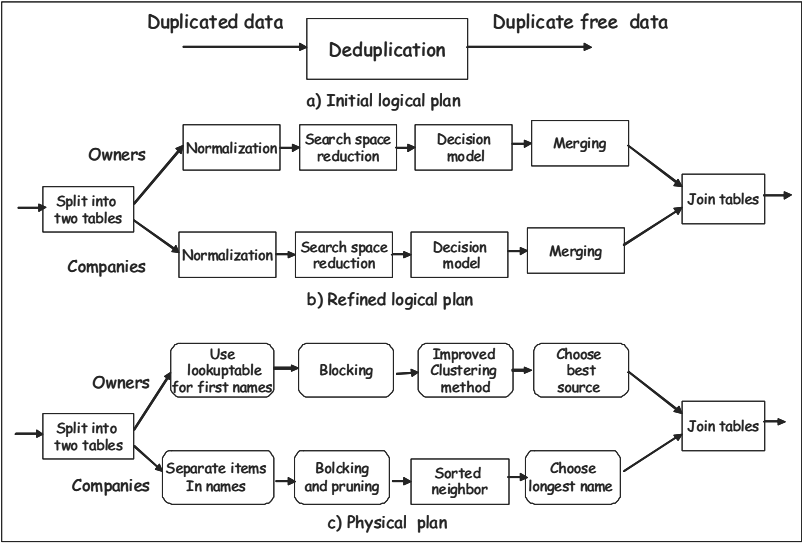 Duplicated data
Duplicate free data
Deduplication
a) Initial logical plan
Owners
Normalization
Search space
reduction
Decision
model
Merging
Split into
two tables
Join tables
Companies
Normalization
Search space
reduction
Decision
model
Merging
b) Refined logical plan
Owners
Use
lookuptable
for first names
Blocking
Improved
Clustering
method
Choose
best
source
Split into
two tables
Join tables
Companies
Separate items
In names
Bolcking
and pruning
Sorted
neighbor
Choose
longest name
c) Physical plan